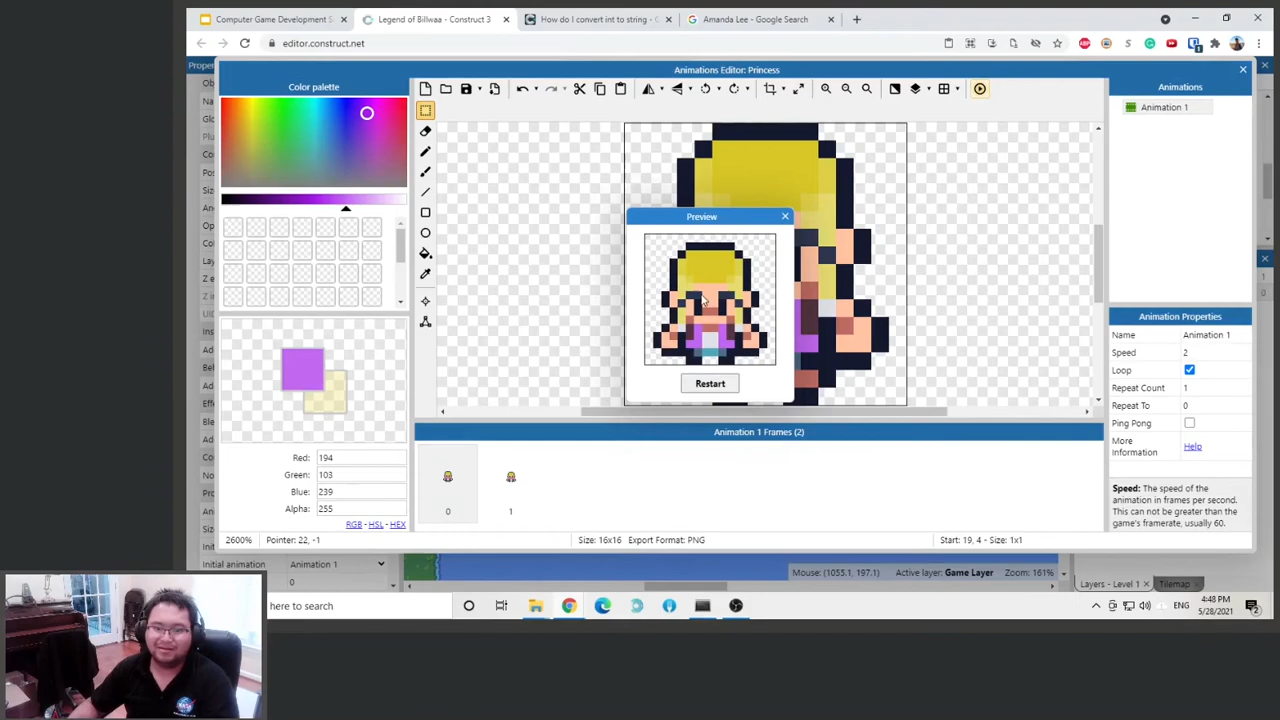 Computer Game Development S
Legend of Billwaa - Construct 3
How do I convert int to string - C
Amanda Lee - Google Search
editor.construct.net
Animations Editor: Princess
Color palette
Animations
Animation 1
Preview
Restart
Red: 194
Green: 103
Blue: 239
Alpha: 255
RGB - HSL - HEX
Animation 1 Frames (2)
0
1
Animation Properties
Name Animation 1
Speed 2
Loop
Repeat Count 1
Repeat To 0
Ping Pong
More Information Help
Speed: The speed of the
animation in frames per second.
This can not be greater than the
game's framerate, usually 60.
2600% Pointer: 22, -1
Size: 16x16 Export Format: PNG
Start: 19, 4 - Size: 1x1
Initial animation Animation 1
0
Mouse: (1055.1, 197.1) Active layer: Game Layer Zoom: 161%
Layers - Level 1
Tilemap
here to search
ENG
4:48 PM
5/28/2021
2